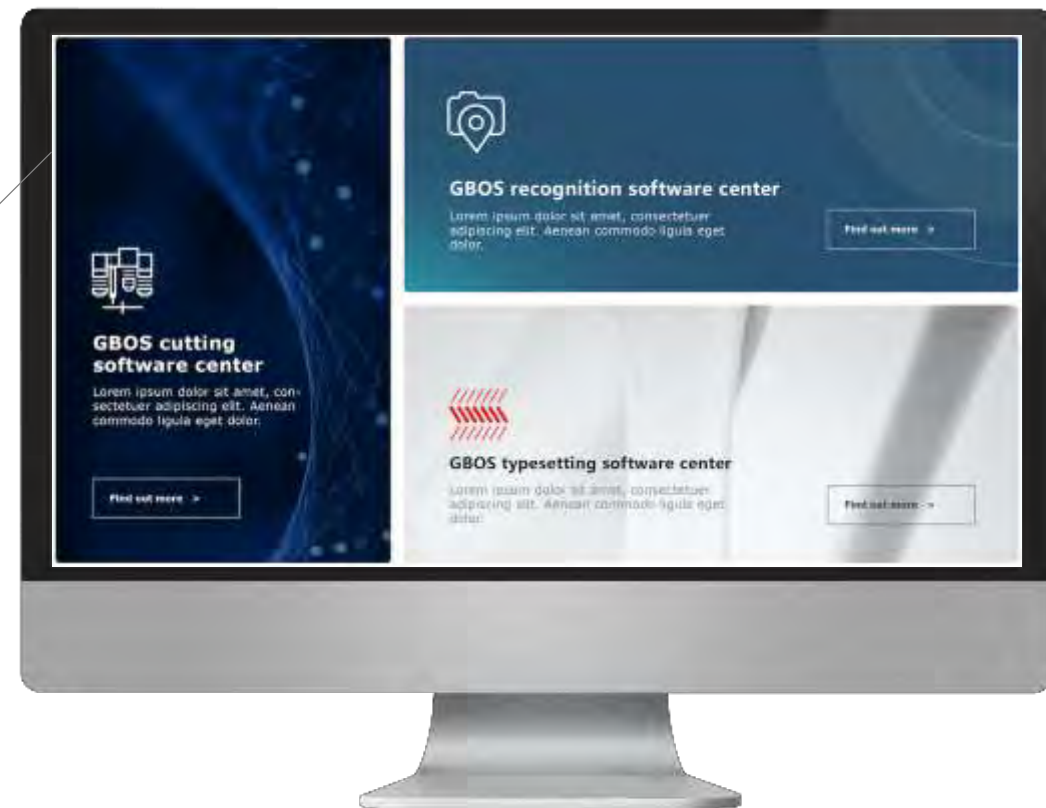 GBOS cutting
software center
Lorem ipsum dolor sit amet, con-
sectetuer adipiscing elit. Aenean
commodo ligula eget dolor.
Find out more >
GBOS recognition software center
Lorem ipsum dolor sit amet, consectetuer
adipiscing elit. Aenean commodo ligula eget
dolor.
Find out more >
GBOS typesetting software center
Lorem ipsum dolor sit amet, consectetuer
adipiscing elit. Aenean commodo ligula eget
dolor.
Find out more >